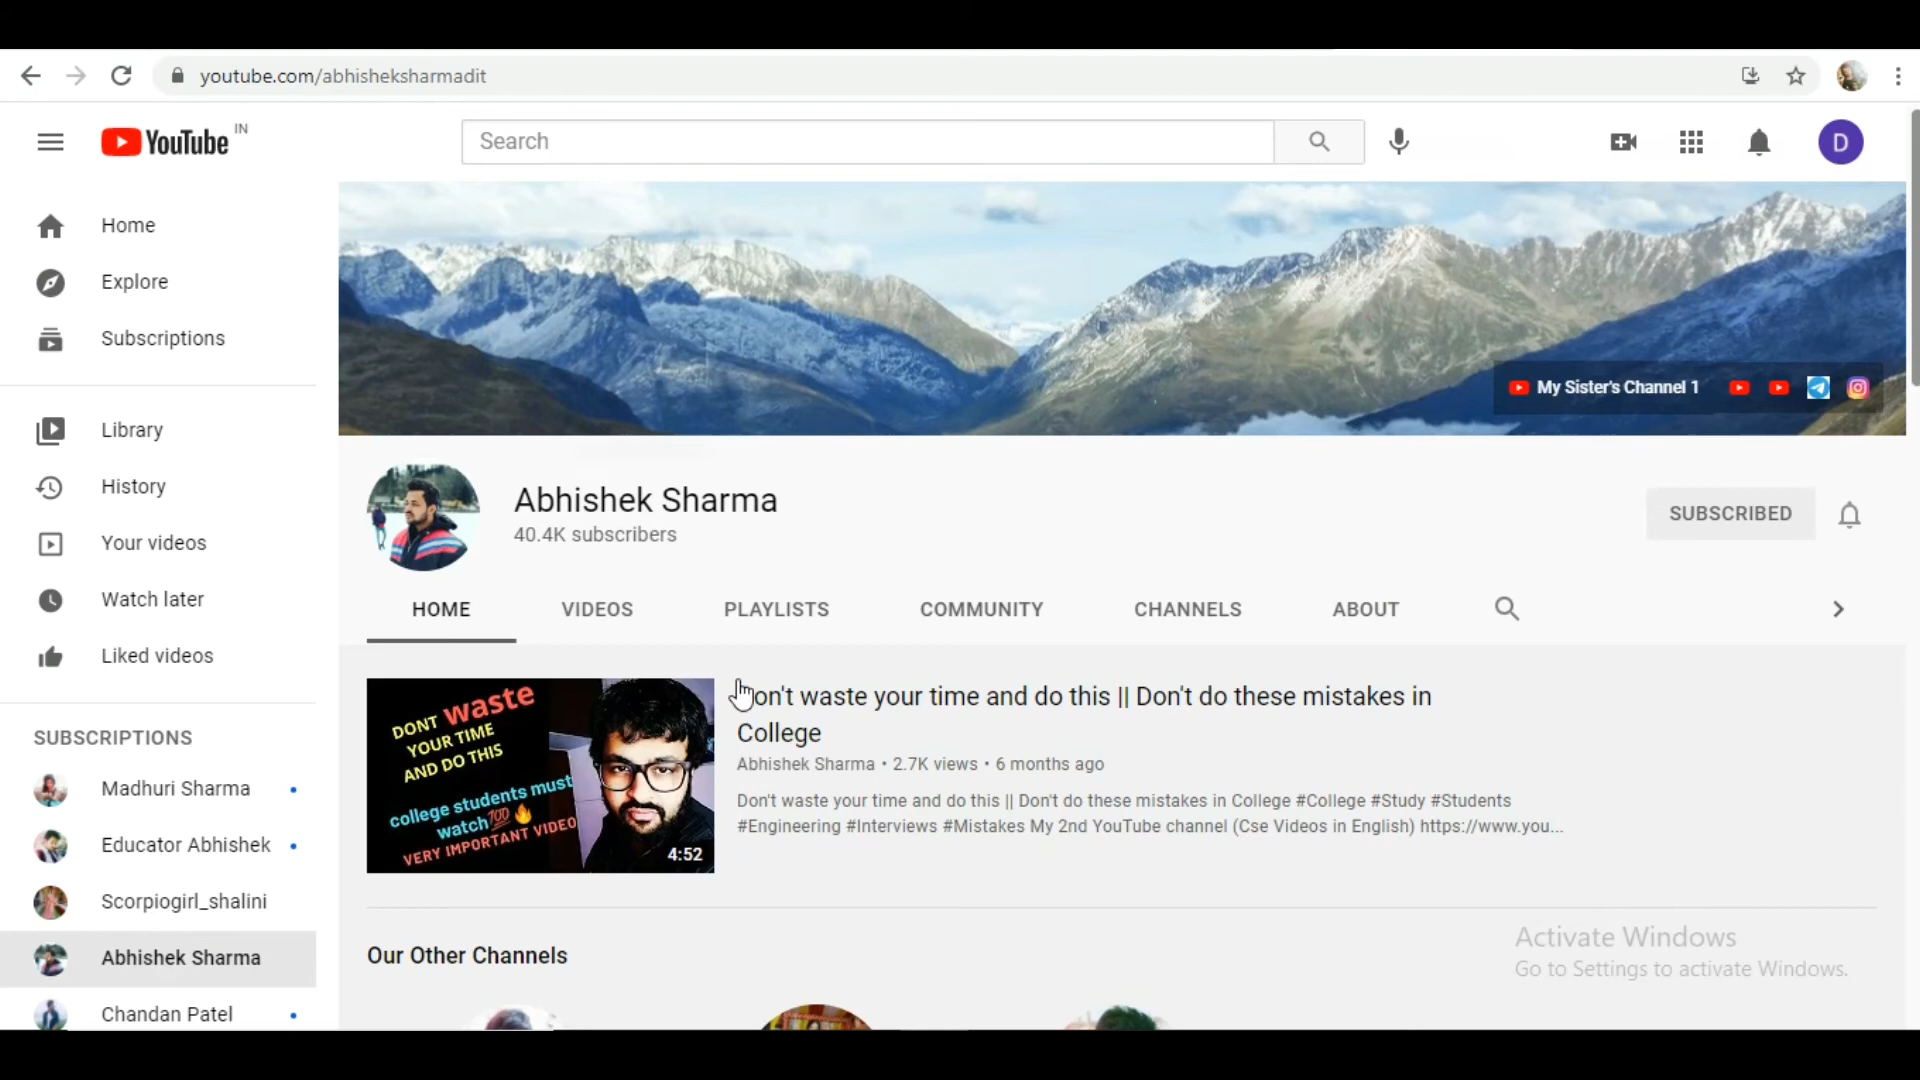 youtube.com/abhisheksharmadit
YouTube IN
Search
D
Home
Explore
Subscriptions
Library
History
Your videos
Watch later
Liked videos
SUBSCRIPTIONS
Madhuri Sharma
Educator Abhishek
Scorpiogirl_shalini
Abhishek Sharma
Chandan Patel
My Sister's Channel 1
Abhishek Sharma
40.4K subscribers
SUBSCRIBED
HOME VIDEOS PLAYLISTS COMMUNITY CHANNELS ABOUT
DONT waste
YOUR TIME
AND DO THIS
college students must
watch💯🔥
VERY IMPORTANT VIDEO
4:52
Don't waste your time and do this || Don't do these mistakes in
College
Abhishek Sharma • 2.7K views • 6 months ago
Don't waste your time and do this || Don't do these mistakes in College #College #Study #Students
#Engineering #Interviews #Mistakes My 2nd YouTube channel (Cse Videos in English) https://www.you...
Our Other Channels
Activate Windows
Go to Settings to activate Windows.